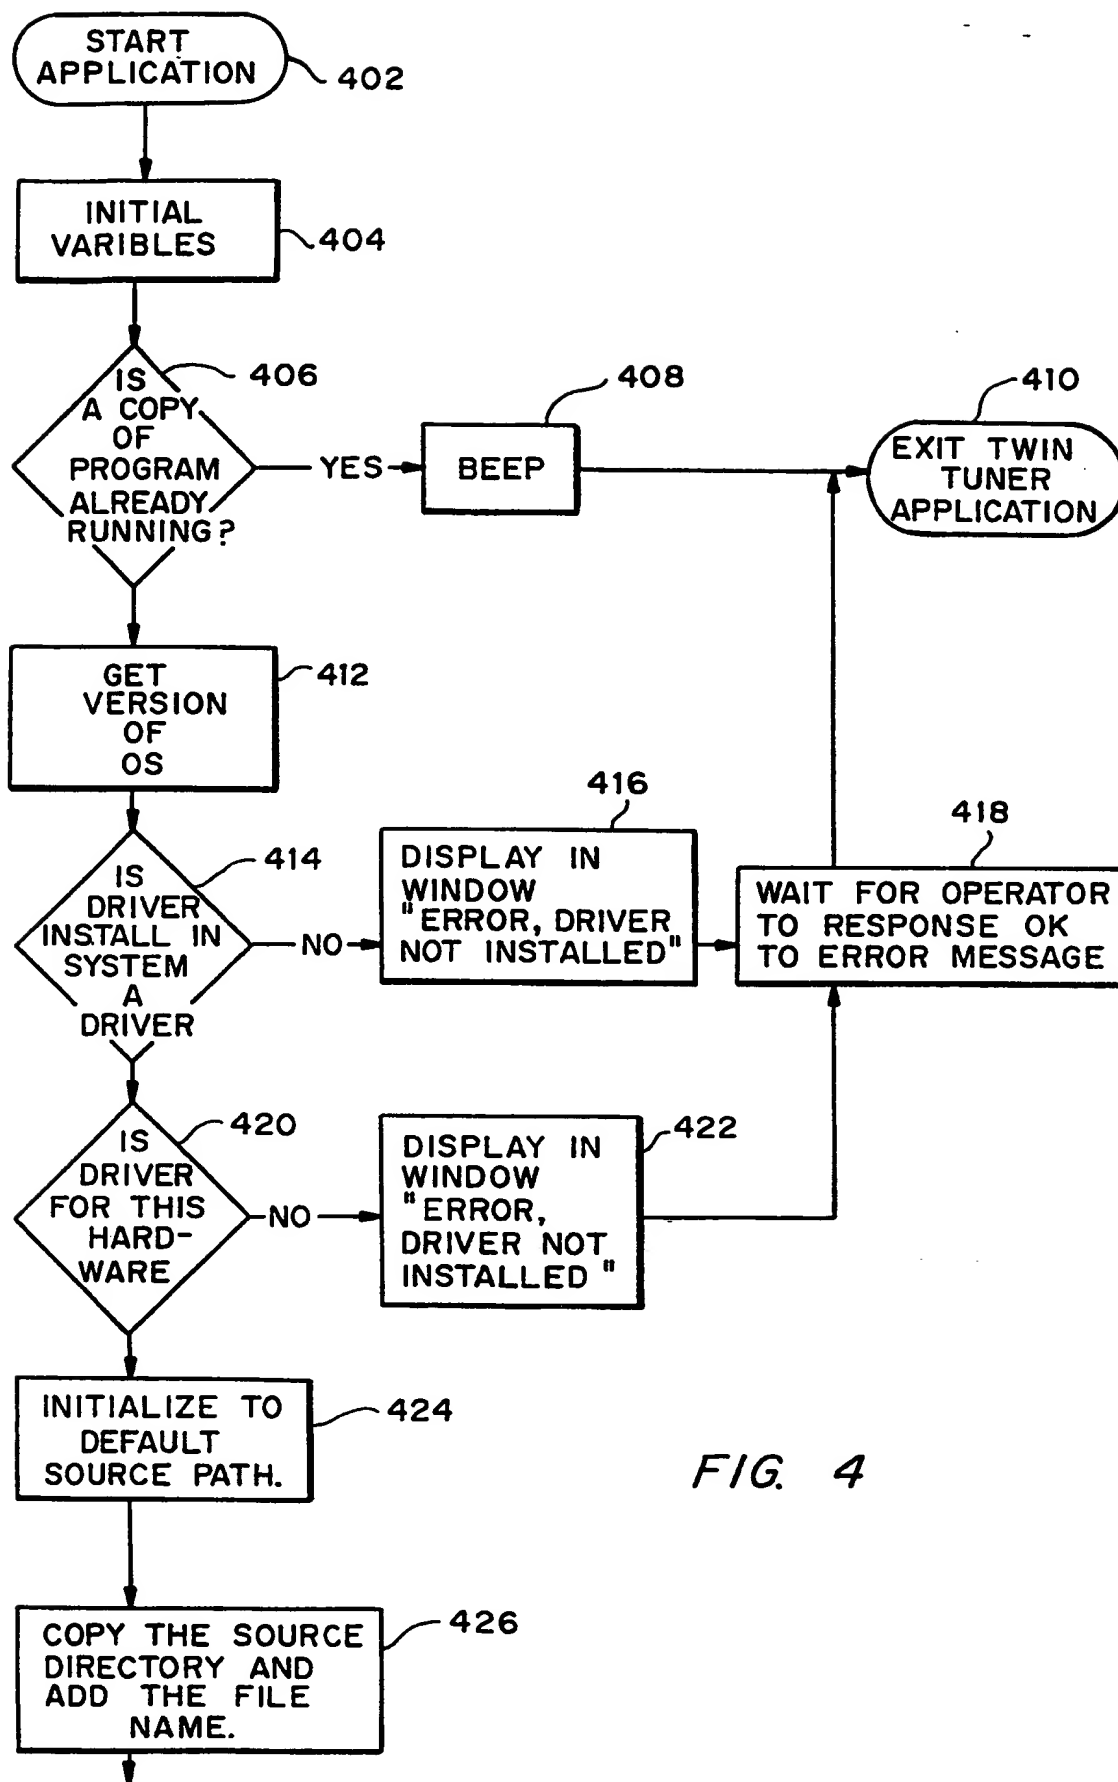 START
APPLICATION
402
INITIAL
VARIBLES
404
IS
A COPY
OF
PROGRAM
ALREADY
RUNNING?
406
YES
BEEP
408
EXIT TWIN
TUNER
APPLICATION
410
GET
VERSION
OF
OS
412
IS
DRIVER
INSTALL IN
SYSTEM
A
DRIVER
414
NO
DISPLAY IN
WINDOW
"ERROR, DRIVER
NOT INSTALLED"
416
WAIT FOR OPERATOR
TO RESPONSE OK
TO ERROR MESSAGE
418
IS
DRIVER
FOR THIS
HARD-
WARE
420
NO
DISPLAY IN
WINDOW
"ERROR,
DRIVER NOT
INSTALLED"
422
INITIALIZE TO
DEFAULT
SOURCE PATH.
424
FIG. 4
COPY THE SOURCE
DIRECTORY AND
ADD THE FILE
NAME.
426